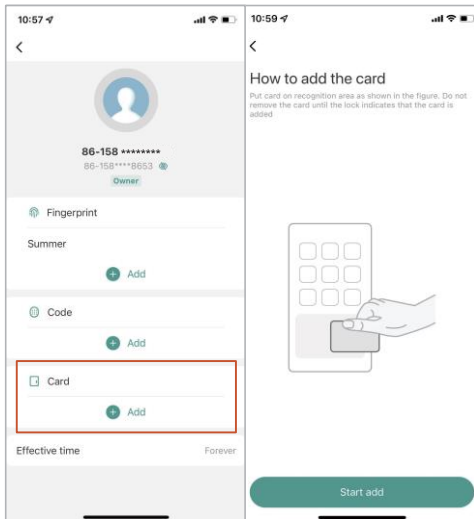 10:57
86-158 ********
86-158****8653
Owner
Fingerprint
Summer
Add
Code
Add
Card
Add
Effective time
Forever
10:59
How to add the card
Put card on recognition area as shown in the figure. Do not
remove the card until the lock indicates that the card is
added
Start add